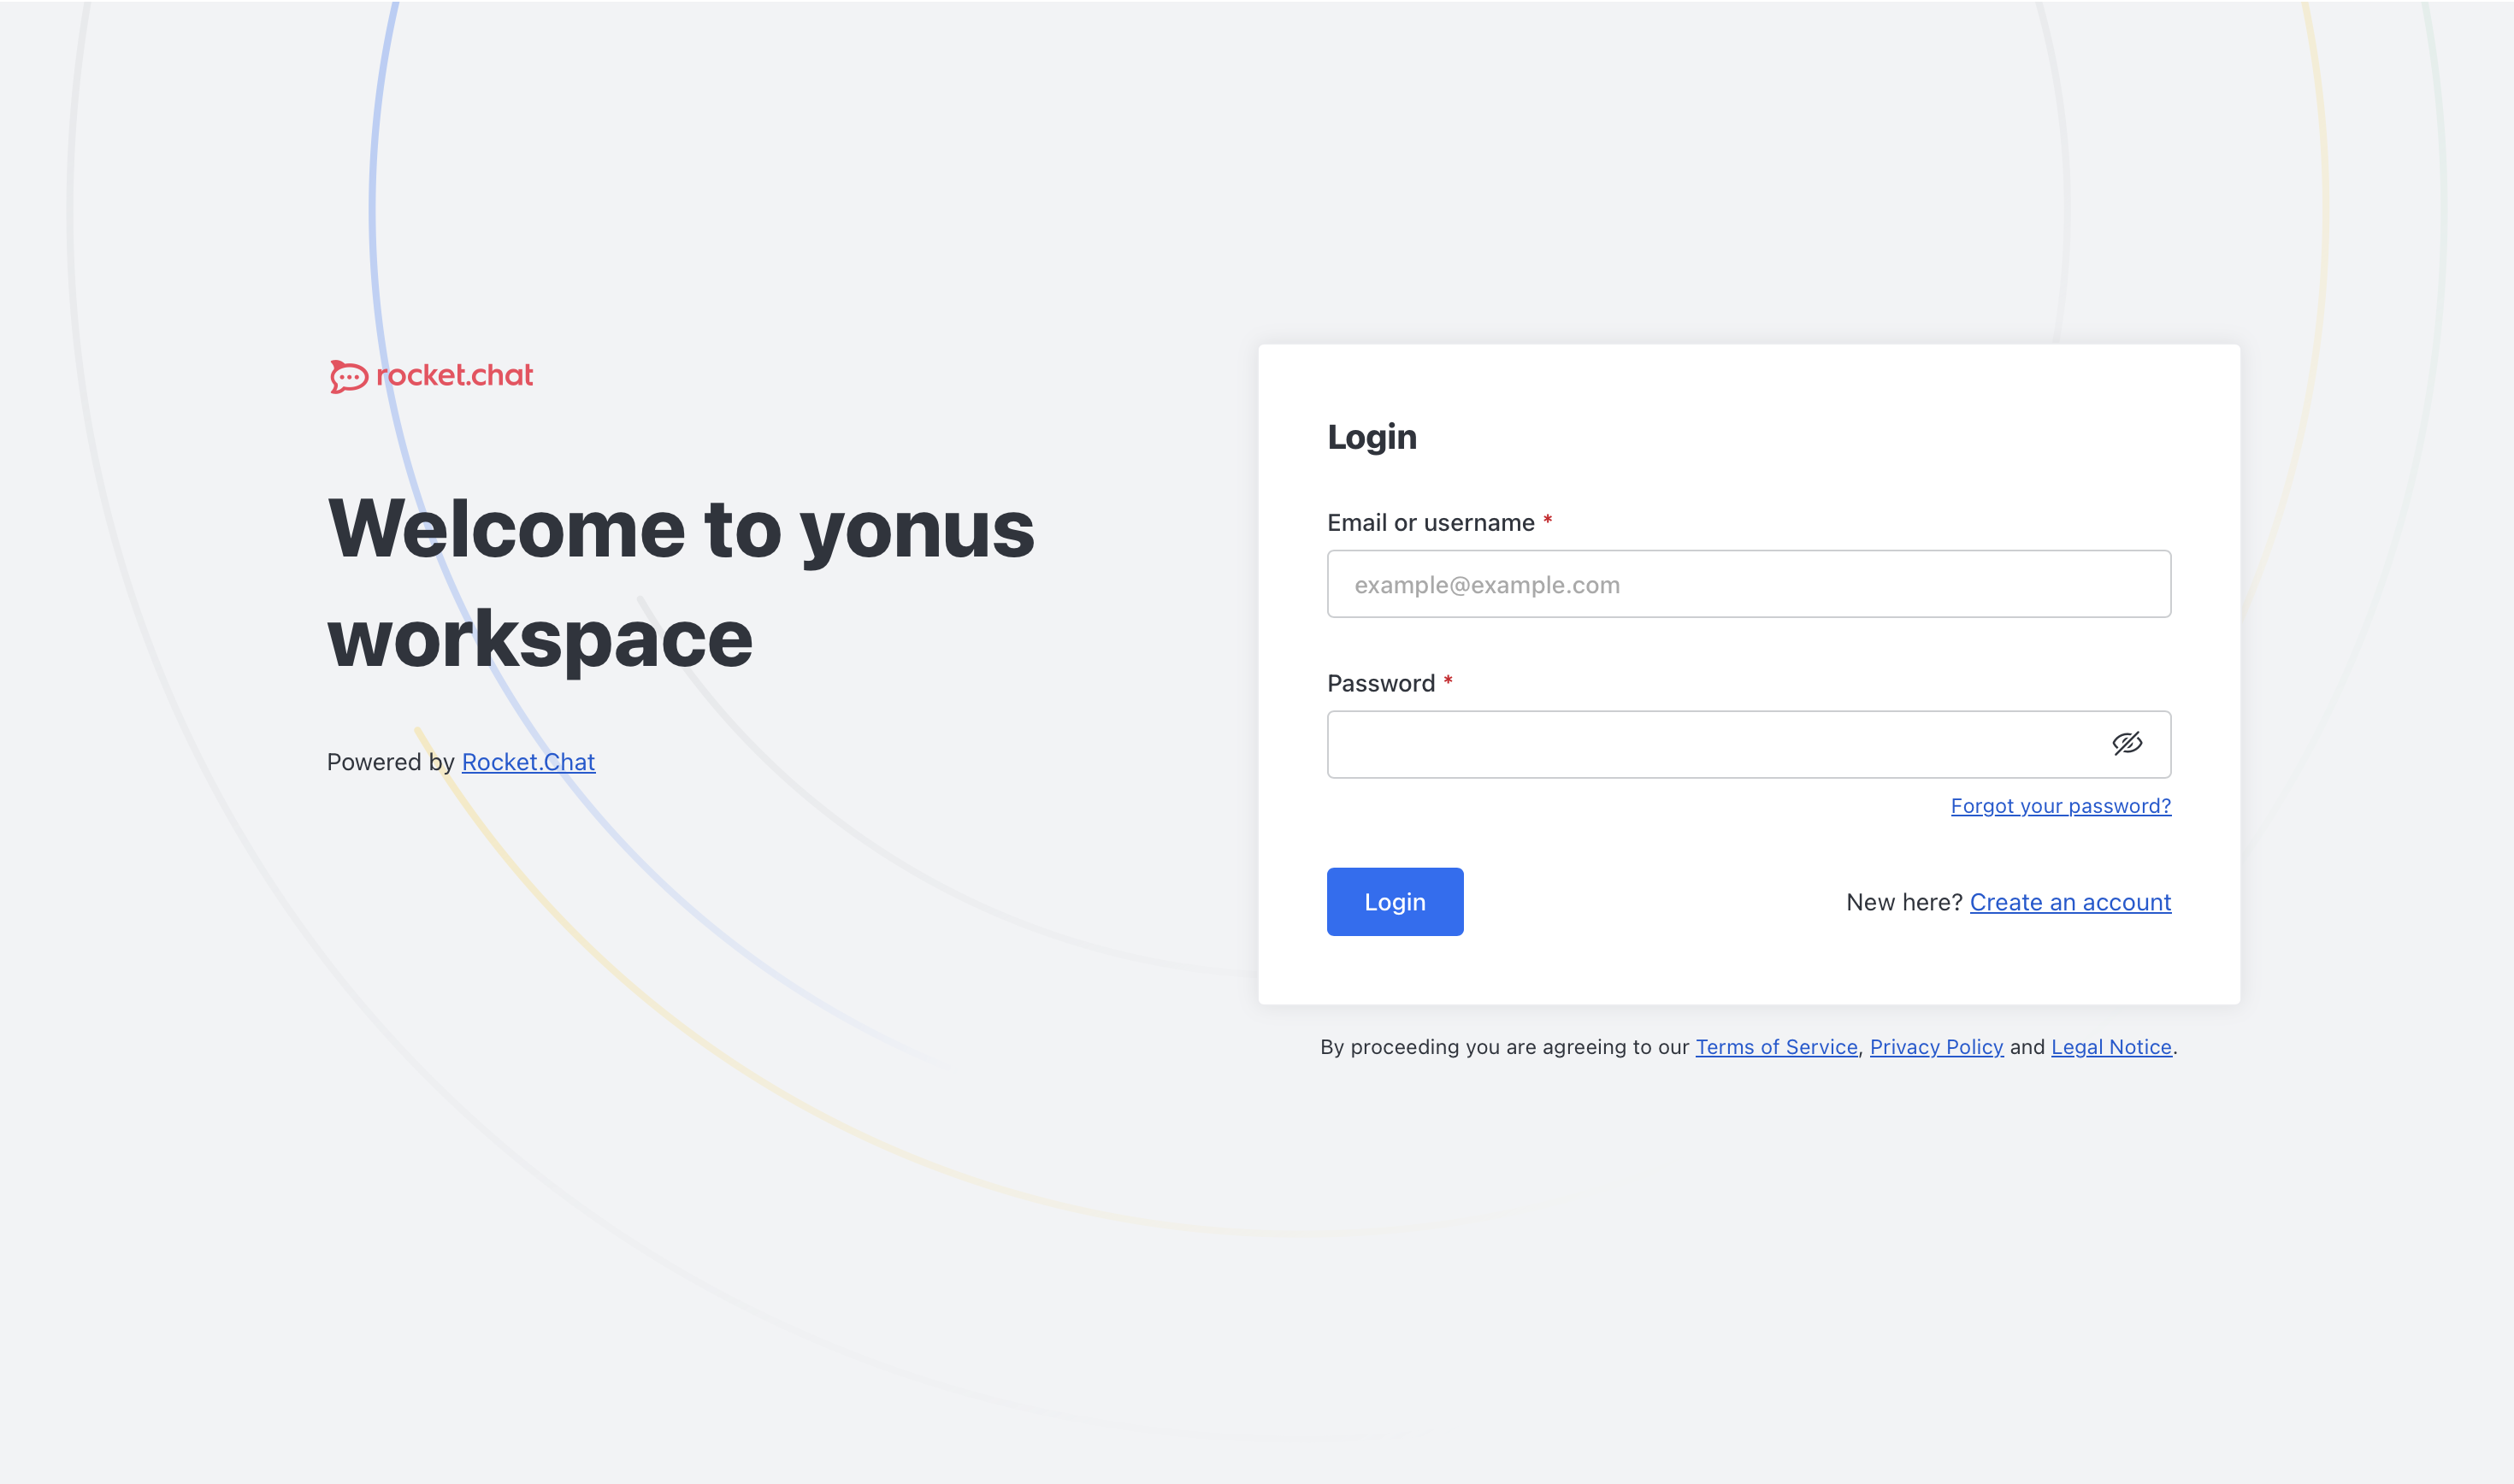 rocket.chat
Welcome to yonus
workspace
Powered by Rocket.Chat
Login
Email or username *
example@example.com
Password *
Forgot your password?
Login
New here? Create an account
By proceeding you are agreeing to our Terms of Service, Privacy Policy and Legal Notice.